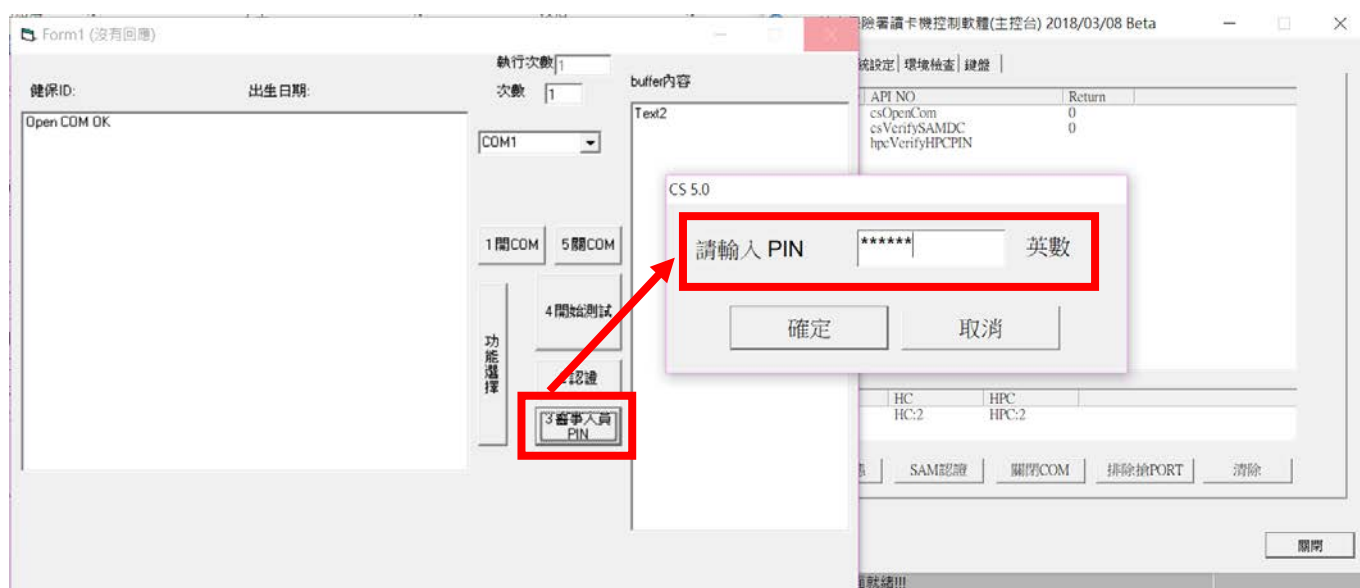 Form1 (沒有回應)
健保ID:
出生日期:
執行次數 1
次數 1
buffer內容
Open COM OK
Text2
COM1
1開COM
5關COM
4開始測試
功能選擇
認證
3醫事人員
PIN
險署讀卡機控制軟體(主控台) 2018/03/08 Beta
統設定 環境檢查 鍵盤
API NO Return
csOpenCom 0
csVerifySAMDC 0
hpcVerifyHPCPIN
CS 5.0
請輸入 PIN ****** 英數
確定 取消
HC HPC
HC:2 HPC:2
SAM認證 關閉COM 排除搶PORT 清除
關閉
就緒!!!